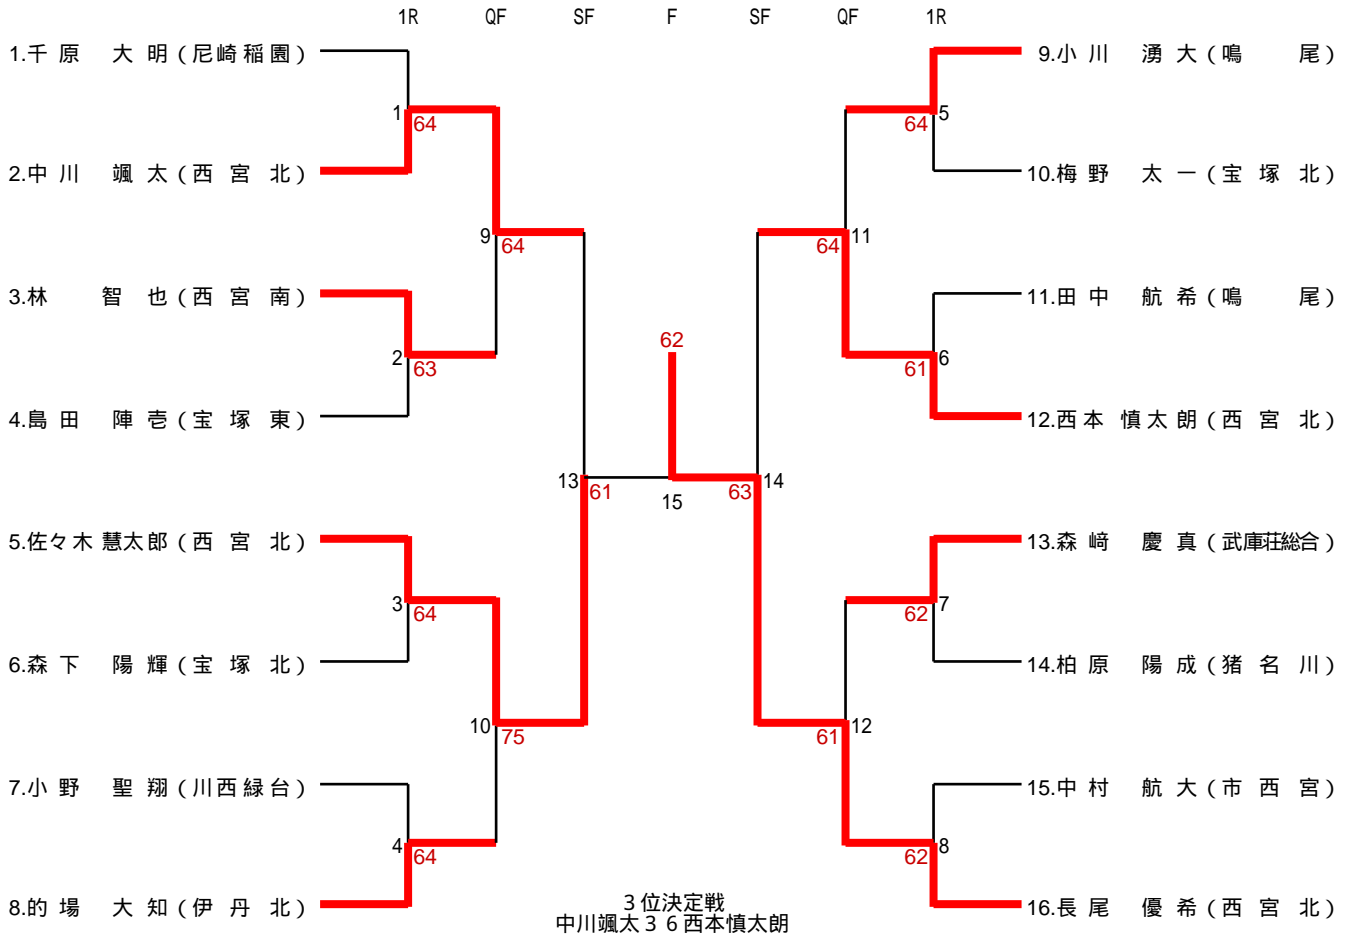 1R QF SF F SF QF 1R
1.千原 大明(尼崎稲園)
2.中川 颯太(西宮北)
3.林 智也(西宮南)
4.島田 陣壱(宝塚東)
5.佐々木 慧太郎(西宮北)
6.森下 陽輝(宝塚北)
7.小野 聖翔(川西緑台)
8.的場 大知(伊丹北)
1
64
2
63
3
64
4
64
9
64
10
75
13
61
62
15
63
14
64
11
61
12
64
5
61
6
62
7
62
8
9.小川 湧大(鳴尾)
10.梅野 太一(宝塚北)
11.田中 航希(鳴尾)
12.西本 慎太朗(西宮北)
13.森﨑 慶真(武庫荘総合)
14.柏原 陽成(猪名川)
15.中村 航大(市西宮)
16.長尾 優希(西宮北)
3位決定戦
中川颯太36西本慎太朗